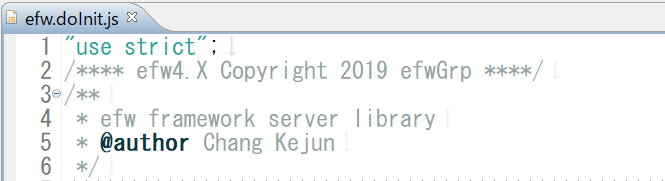 efw.doInit.js
1 "use strict";
2 /**** efw4.X Copyright 2019 efwGrp ****/
3 /**
4  * efw framework server library
5  * @author Chang Kejun
6  */